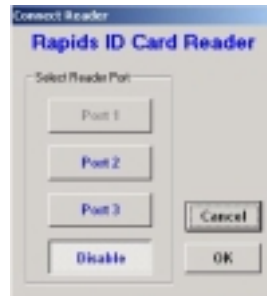 Connect Reader
Rapids ID Card Reader
Select Reader Port
Port 1
Port 2
Port 3
Cancel
Disable
OK